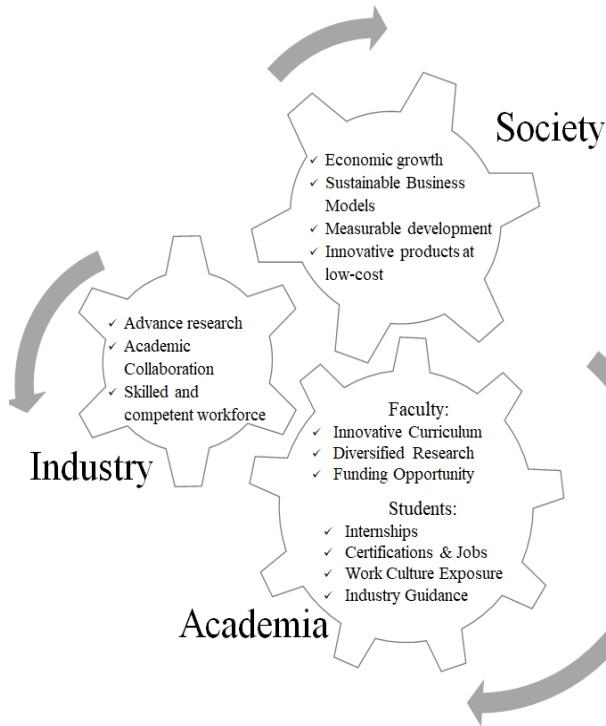 Society
✓ Economic growth
✓ Sustainable Business
Models
✓ Measurable development
✓ Innovative products at
low-cost
✓ Advance research
✓ Academic
Collaboration
✓ Skilled and
competent workforce
Industry
Faculty:
✓ Innovative Curriculum
✓ Diversified Research
✓ Funding Opportunity
Students:
✓ Internships
✓ Certifications & Jobs
✓ Work Culture Exposure
✓ Industry Guidance
Academia